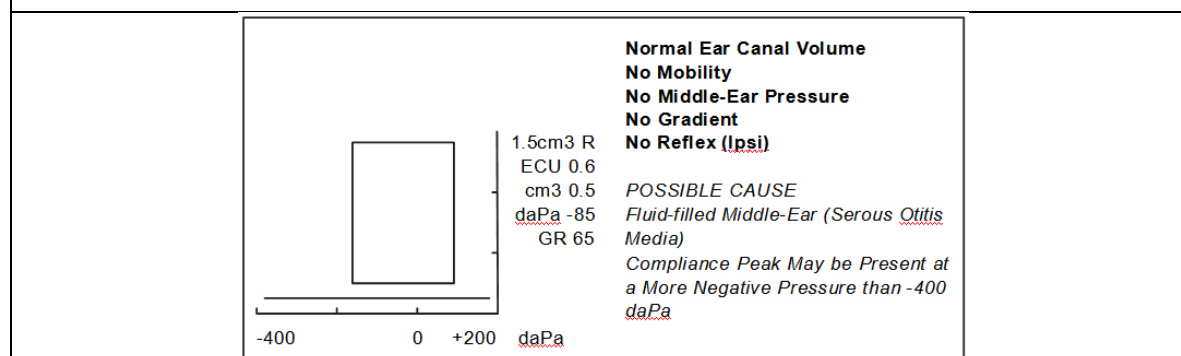 Normal Ear Canal Volume
No Mobility
No Middle-Ear Pressure
No Gradient
No Reflex (Ipsi)
1.5cm3 R
ECU 0.6
cm3 0.5
daPa -85
GR 65
POSSIBLE CAUSE
Fluid-filled Middle-Ear (Serous Otitis
Media)
Compliance Peak May be Present at
a More Negative Pressure than -400
daPa
-400 0 +200 daPa